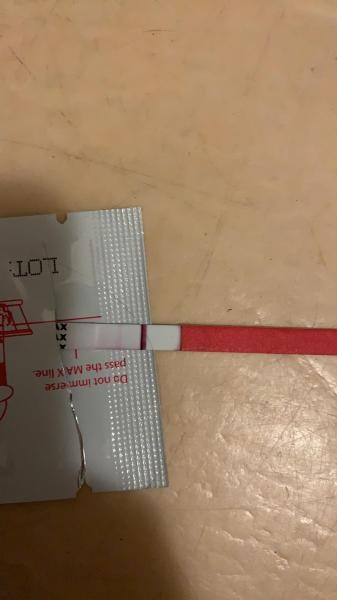 LOT:
Do not immerse
pass the MAX line.